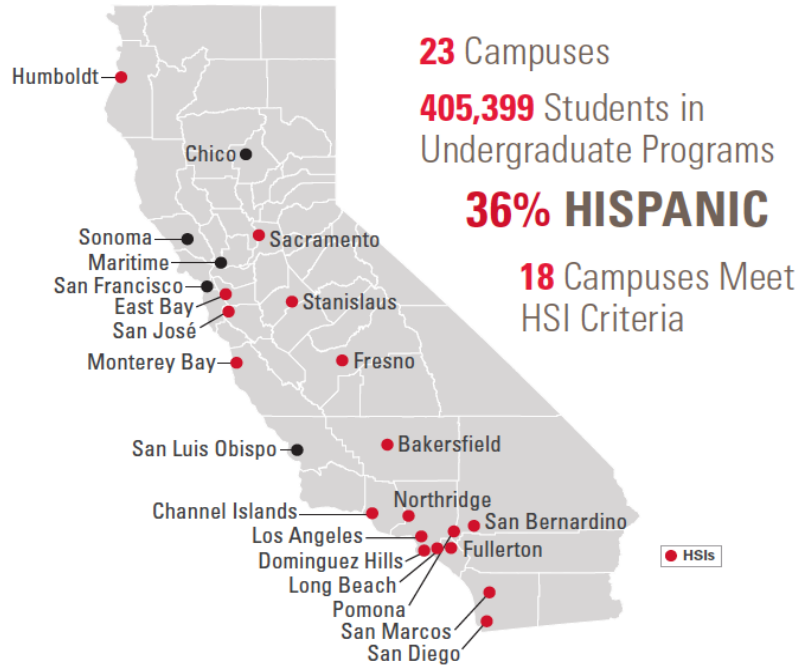 23 Campuses
405,399 Students in
Undergraduate Programs
36% HISPANIC
18 Campuses Meet
HSI Criteria
Humboldt
Chico
Sonoma
Sacramento
Maritime
San Francisco
East Bay
Stanislaus
San José
Monterey Bay
Fresno
San Luis Obispo
Bakersfield
Channel Islands
Northridge
San Bernardino
Los Angeles
Fullerton
Dominguez Hills
Long Beach
Pomona
San Marcos
San Diego
HSIs